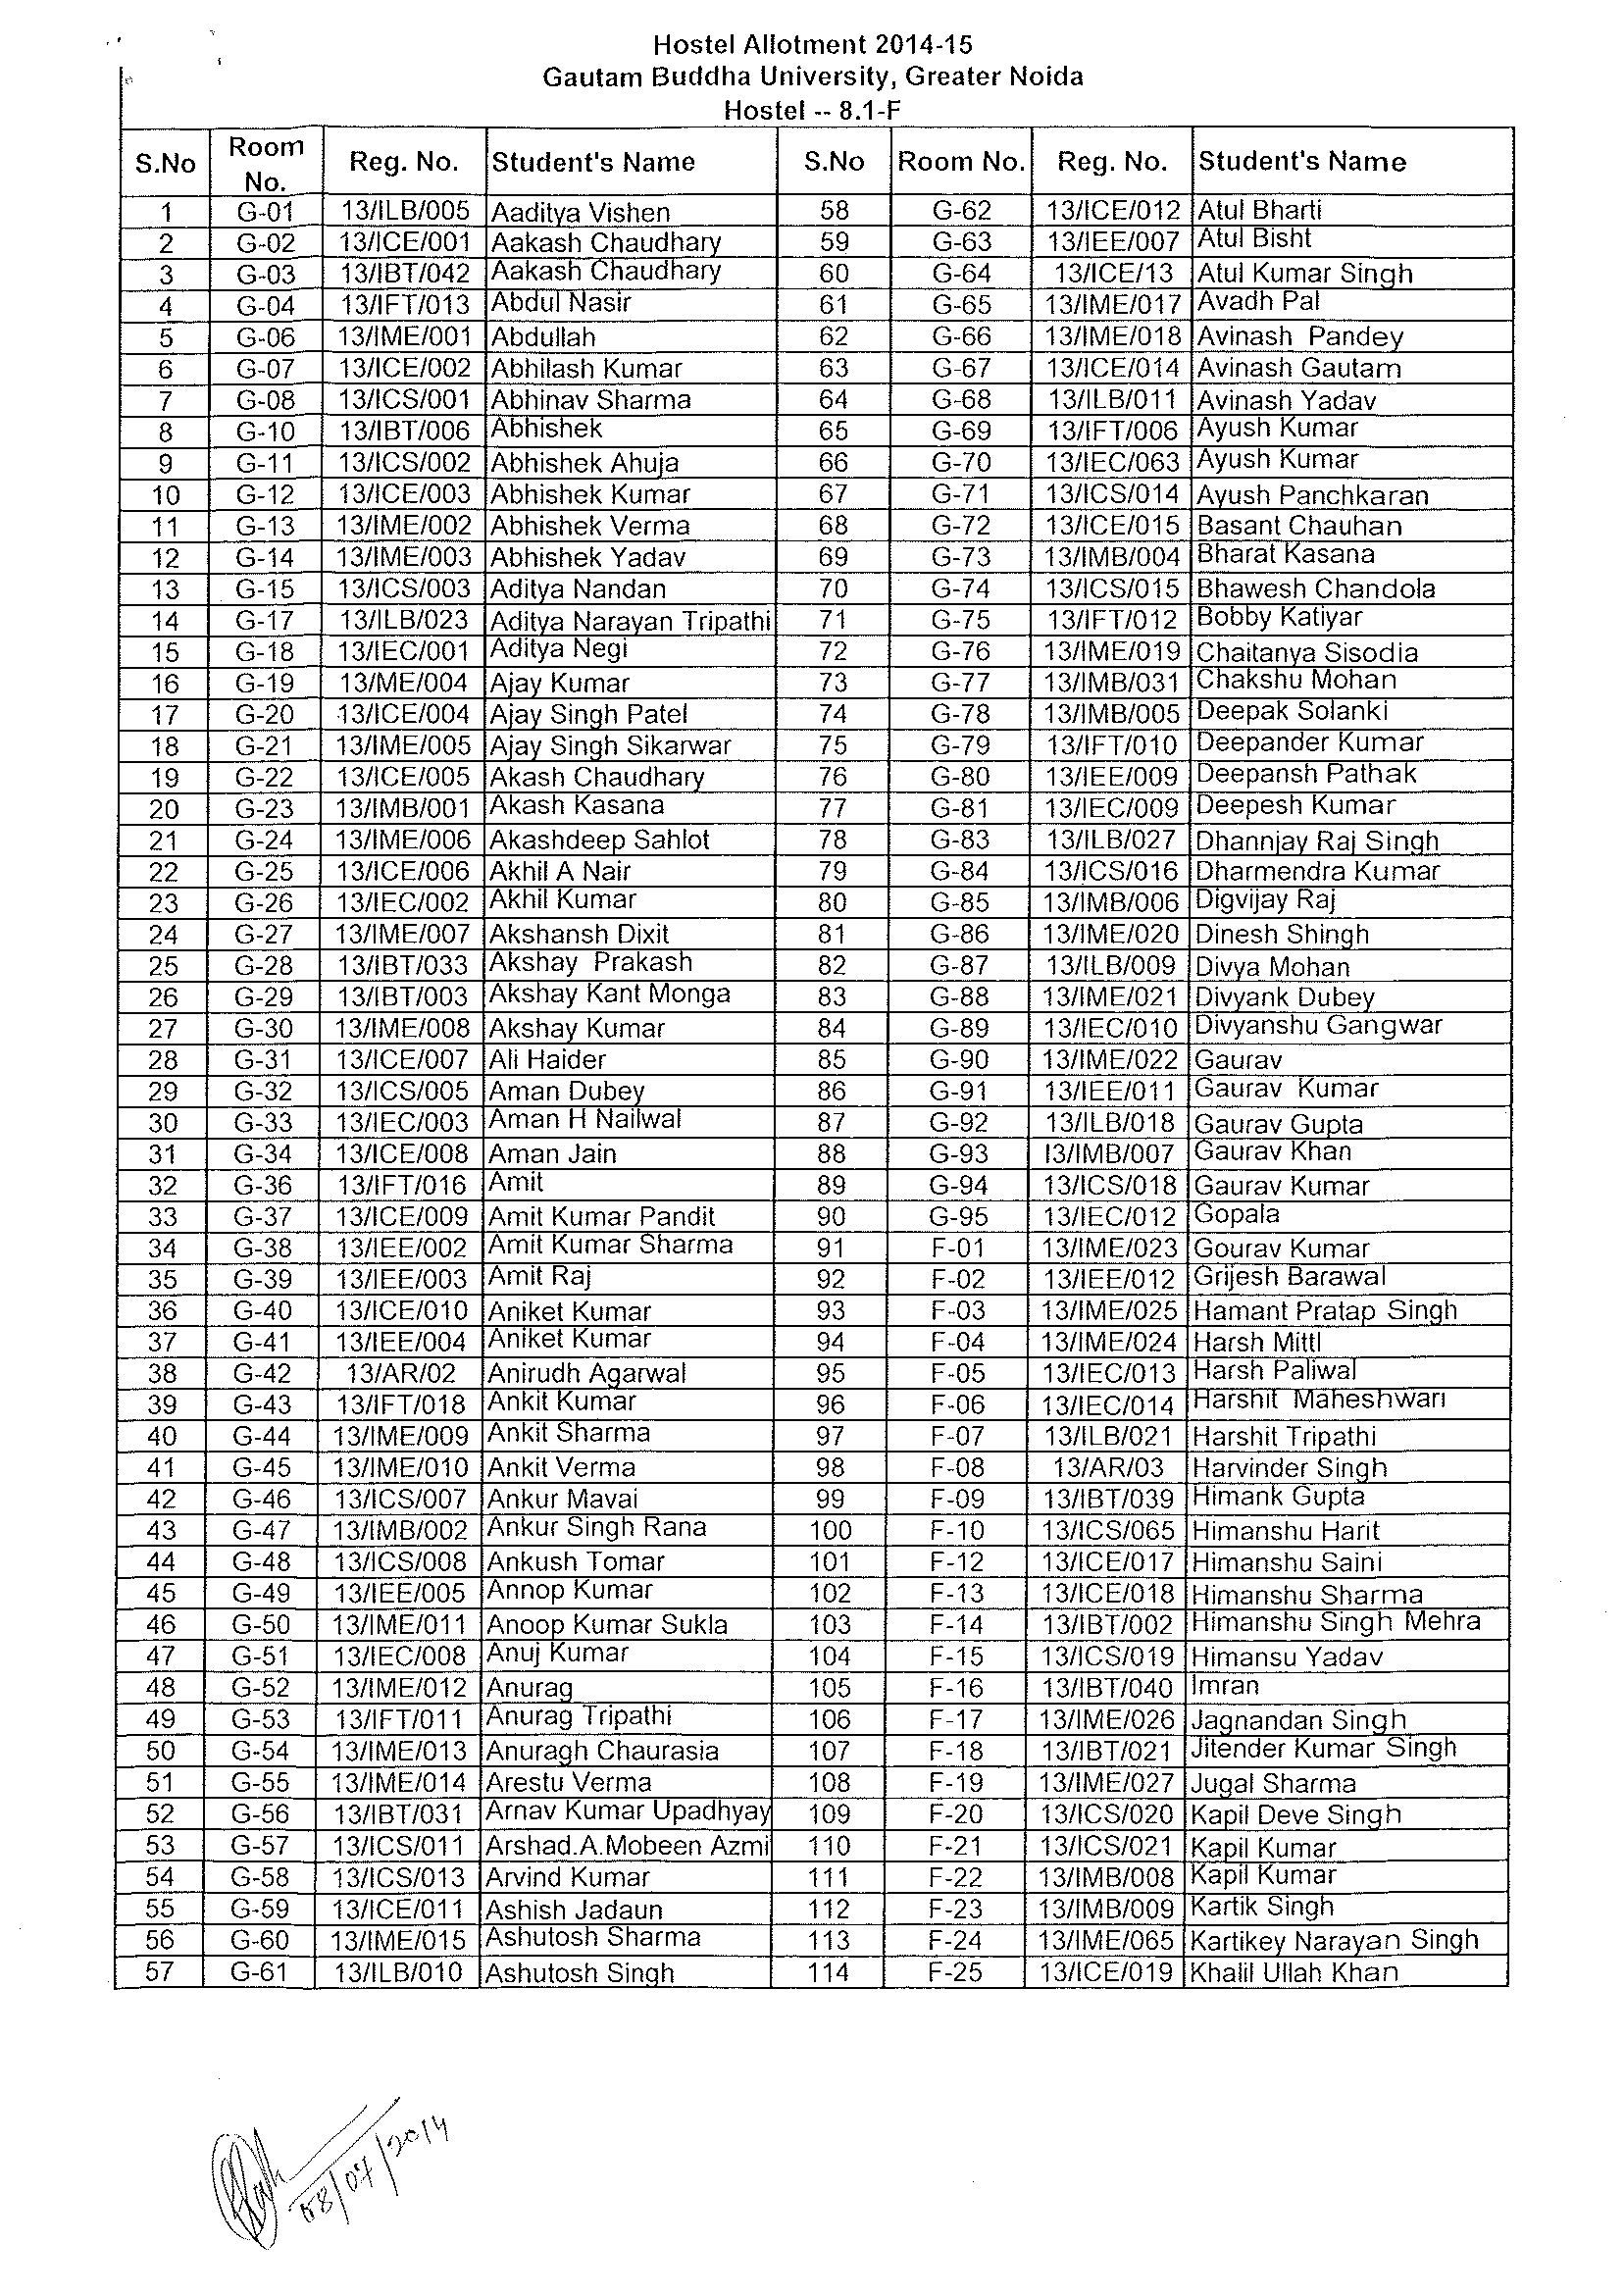 Hostel Allotment 2014-15
Gautam Buddha University, Greater Noida
Hostel -- 8.1-F
S.No Room No. Reg. No. Student's Name S.No Room No. Reg. No. Student's Name
1 G-01 13/ILB/005 Aaditya Vishen 58 G-62 13/ICE/012 Atul Bharti
2 G-02 13/ICE/001 Aakash Chaudhary 59 G-63 13/IEE/007 Atul Bisht
3 G-03 13/IBT/042 Aakash Chaudhary 60 G-64 13/ICE/13 Atul Kumar Singh
4 G-04 13/IFT/013 Abdul Nasir 61 G-65 13/IME/017 Avadh Pal
5 G-06 13/IME/001 Abdullah 62 G-66 13/IME/018 Avinash Pandey
6 G-07 13/ICE/002 Abhilash Kumar 63 G-67 13/ICE/014 Avinash Gautam
7 G-08 13/ICS/001 Abhinav Sharma 64 G-68 13/ILB/011 Avinash Yadav
8 G-10 13/IBT/006 Abhishek 65 G-69 13/IFT/006 Ayush Kumar
9 G-11 13/ICS/002 Abhishek Ahuja 66 G-70 13/IEC/063 Ayush Kumar
10 G-12 13/ICE/003 Abhishek Kumar 67 G-71 13/ICS/014 Ayush Panchkaran
11 G-13 13/IME/002 Abhishek Verma 68 G-72 13/ICE/015 Basant Chauhan
12 G-14 13/IME/003 Abhishek Yadav 69 G-73 13/IMB/004 Bharat Kasana
13 G-15 13/ICS/003 Aditya Nandan 70 G-74 13/ICS/015 Bhawesh Chandola
14 G-17 13/ILB/023 Aditya Narayan Tripathi 71 G-75 13/IFT/012 Bobby Katiyar
15 G-18 13/IEC/001 Aditya Negi 72 G-76 13/IME/019 Chaitanya Sisodia
16 G-19 13/ME/004 Ajay Kumar 73 G-77 13/IMB/031 Chakshu Mohan
17 G-20 13/ICE/004 Ajay Singh Patel 74 G-78 13/IMB/005 Deepak Solanki
18 G-21 13/IME/005 Ajay Singh Sikarwar 75 G-79 13/IFT/010 Deepander Kumar
19 G-22 13/ICE/005 Akash Chaudhary 76 G-80 13/IEE/009 Deepansh Pathak
20 G-23 13/IMB/001 Akash Kasana 77 G-81 13/IEC/009 Deepesh Kumar
21 G-24 13/IME/006 Akashdeep Sahlot 78 G-83 13/ILB/027 Dhannjay Raj Singh
22 G-25 13/ICE/006 Akhil A Nair 79 G-84 13/ICS/016 Dharmendra Kumar
23 G-26 13/IEC/002 Akhil Kumar 80 G-85 13/IMB/006 Digvijay Raj
24 G-27 13/IME/007 Akshansh Dixit 81 G-86 13/IME/020 Dinesh Shingh
25 G-28 13/IBT/033 Akshay Prakash 82 G-87 13/ILB/009 Divya Mohan
26 G-29 13/IBT/003 Akshay Kant Monga 83 G-88 13/IME/021 Divyank Dubey
27 G-30 13/IME/008 Akshay Kumar 84 G-89 13/IEC/010 Divyanshu Gangwar
28 G-31 13/ICE/007 Ali Haider 85 G-90 13/IME/022 Gaurav
29 G-32 13/ICS/005 Aman Dubey 86 G-91 13/IEE/011 Gaurav Kumar
30 G-33 13/IEC/003 Aman H Nailwal 87 G-92 13/ILB/018 Gaurav Gupta
31 G-34 13/ICE/008 Aman Jain 88 G-93 I3/IMB/007 Gaurav Khan
32 G-36 13/IFT/016 Amit 89 G-94 13/ICS/018 Gaurav Kumar
33 G-37 13/ICE/009 Amit Kumar Pandit 90 G-95 13/IEC/012 Gopala
34 G-38 13/IEE/002 Amit Kumar Sharma 91 F-01 13/IME/023 Gourav Kumar
35 G-39 13/IEE/003 Amit Raj 92 F-02 13/IEE/012 Grijesh Barawal
36 G-40 13/ICE/010 Aniket Kumar 93 F-03 13/IME/025 Hamant Pratap Singh
37 G-41 13/IEE/004 Aniket Kumar 94 F-04 13/IME/024 Harsh Mittl
38 G-42 13/AR/02 Anirudh Agarwal 95 F-05 13/IEC/013 Harsh Paliwal
39 G-43 13/IFT/018 Ankit Kumar 96 F-06 13/IEC/014 Harshit Maheshwari
40 G-44 13/IME/009 Ankit Sharma 97 F-07 13/ILB/021 Harshit Tripathi
41 G-45 13/IME/010 Ankit Verma 98 F-08 13/AR/03 Harvinder Singh
42 G-46 13/ICS/007 Ankur Mavai 99 F-09 13/IBT/039 Himank Gupta
43 G-47 13/IMB/002 Ankur Singh Rana 100 F-10 13/ICS/065 Himanshu Harit
44 G-48 13/ICS/008 Ankush Tomar 101 F-12 13/ICE/017 Himanshu Saini
45 G-49 13/IEE/005 Annop Kumar 102 F-13 13/ICE/018 Himanshu Sharma
46 G-50 13/IME/011 Anoop Kumar Sukla 103 F-14 13/IBT/002 Himanshu Singh Mehra
47 G-51 13/IEC/008 Anuj Kumar 104 F-15 13/ICS/019 Himansu Yadav
48 G-52 13/IME/012 Anurag 105 F-16 13/IBT/040 Imran
49 G-53 13/IFT/011 Anurag Tripathi 106 F-17 13/IME/026 Jagnandan Singh
50 G-54 13/IME/013 Anuragh Chaurasia 107 F-18 13/IBT/021 Jitender Kumar Singh
51 G-55 13/IME/014 Arestu Verma 108 F-19 13/IME/027 Jugal Sharma
52 G-56 13/IBT/031 Arnav Kumar Upadhyay 109 F-20 13/ICS/020 Kapil Deve Singh
53 G-57 13/ICS/011 Arshad.A.Mobeen Azmi 110 F-21 13/ICS/021 Kapil Kumar
54 G-58 13/ICS/013 Arvind Kumar 111 F-22 13/IMB/008 Kapil Kumar
55 G-59 13/ICE/011 Ashish Jadaun 112 F-23 13/IMB/009 Kartik Singh
56 G-60 13/IME/015 Ashutosh Sharma 113 F-24 13/IME/065 Kartikey Narayan Singh
57 G-61 13/ILB/010 Ashutosh Singh 114 F-25 13/ICE/019 Khalil Ullah Khan
08/07/2014